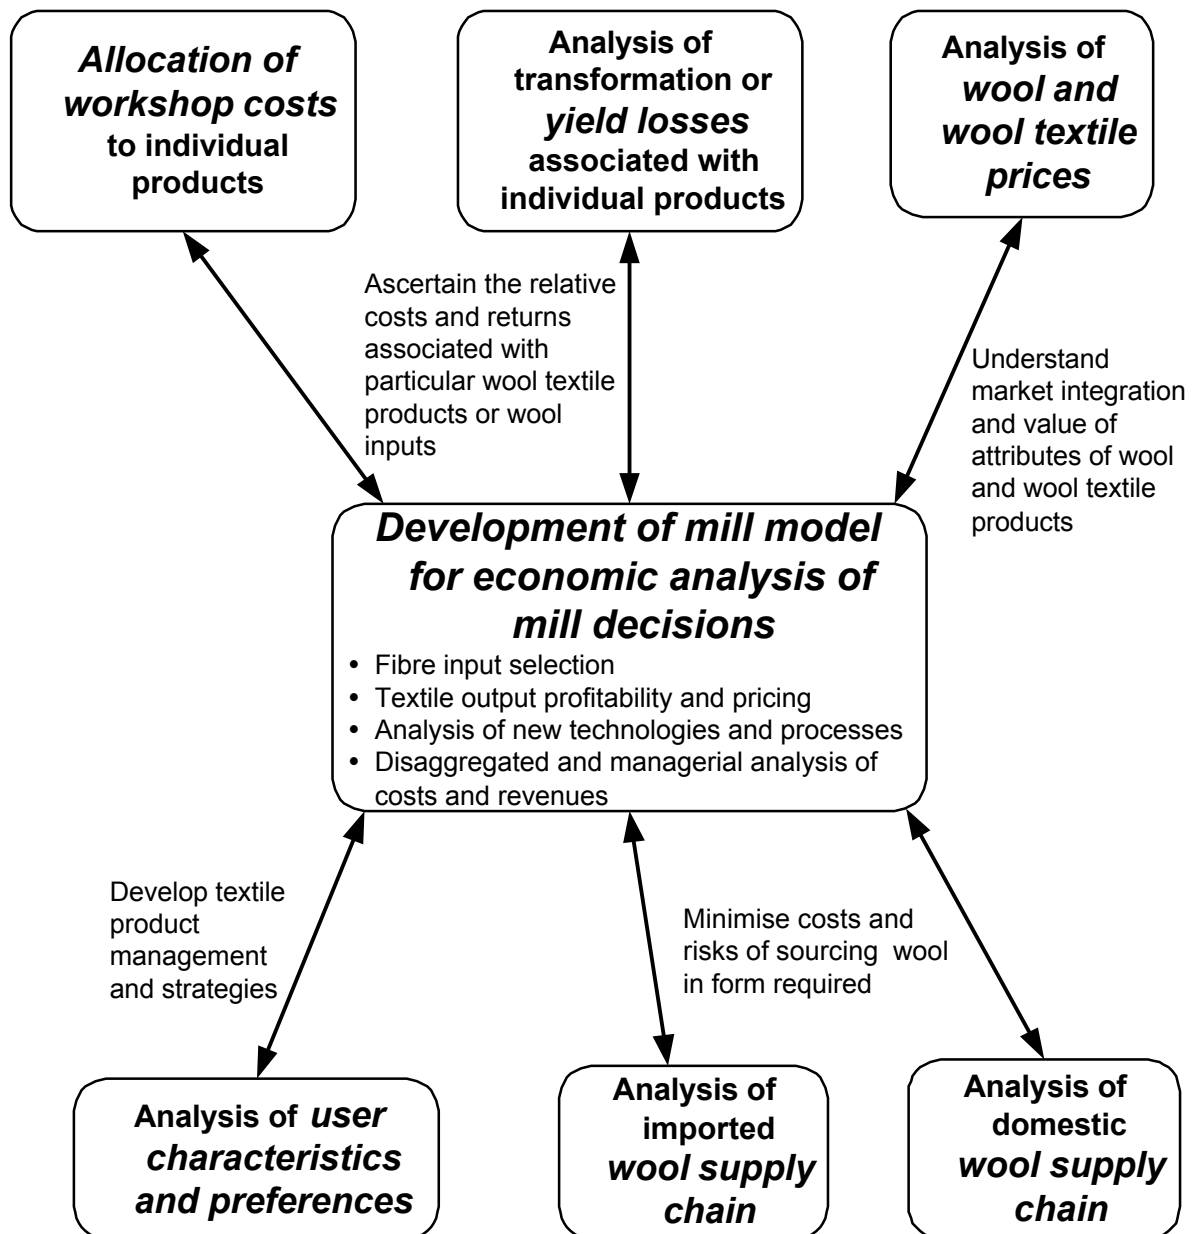 Allocation of
workshop costs
to individual
products
Analysis of
transformation or
yield losses
associated with
individual products
Analysis of
wool and
wool textile
prices
Ascertain the relative
costs and returns
associated with
particular wool textile
products or wool
inputs
Understand
market integration
and value of
attributes of wool
and wool textile
products
Development of mill model
for economic analysis of
mill decisions
• Fibre input selection
• Textile output profitability and pricing
• Analysis of new technologies and processes
• Disaggregated and managerial analysis of
costs and revenues
Develop textile
product
management
and strategies
Minimise costs and
risks of sourcing wool
in form required
Analysis of user
characteristics
and preferences
Analysis of
imported
wool supply
chain
Analysis of
domestic
wool supply
chain